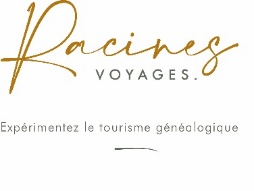 Racines
VOYAGES.
Expérimentez le tourisme généalogique